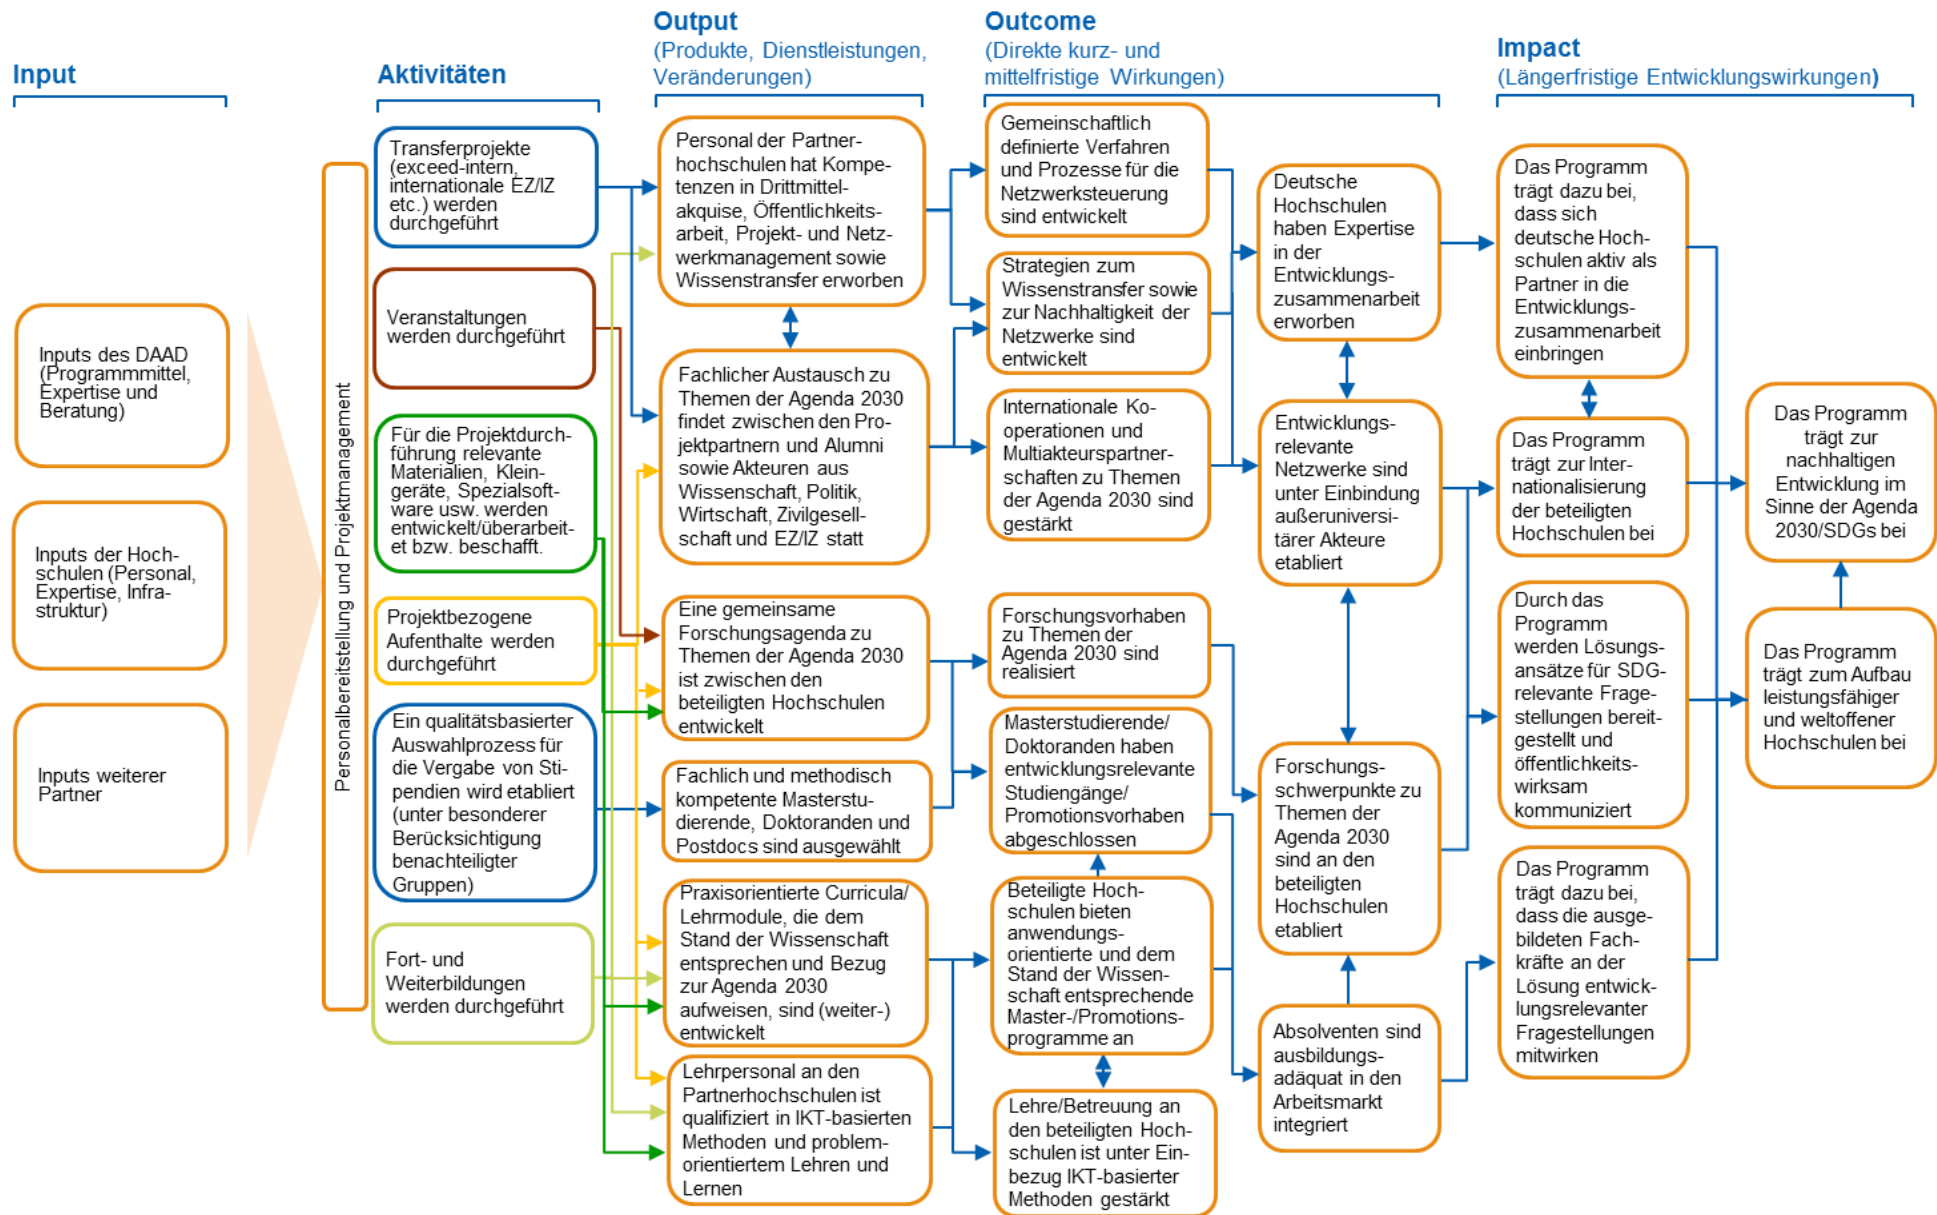 Input
Aktivitäten
Output
(Produkte, Dienstleistungen,
Veränderungen)
Outcome
(Direkte kurz- und
mittelfristige Wirkungen)
Impact
(Längerfristige Entwicklungswirkungen)
Inputs des DAAD
(Programmmittel,
Expertise und
Beratung)
Inputs der Hoch-
schulen (Personal,
Expertise, Infra-
struktur)
Inputs weiterer
Partner
Personalbereitstellung und Projektmanagement
Transferprojekte
(exceed-intern,
internationale EZ/IZ
etc.) werden
durchgeführt
Veranstaltungen
werden durchgeführt
Für die Projektdurch-
führung relevante
Materialien, Klein-
geräte, Spezialsoft-
ware usw. werden
entwickelt/überarbeit-
et bzw. beschafft.
Projektbezogene
Aufenthalte werden
durchgeführt
Ein qualitätsbasierter
Auswahlprozess für
die Vergabe von Sti-
pendien wird etabliert
(unter besonderer
Berücksichtigung
benachteiligter
Gruppen)
Fort- und
Weiterbildungen
werden durchgeführt
Personal der Partner-
hochschulen hat Kompe-
tenzen in Drittmittel-
akquise, Öffentlichkeits-
arbeit, Projekt- und Netz-
werkmanagement sowie
Wissenstransfer erworben
Fachlicher Austausch zu
Themen der Agenda 2030
findet zwischen den Pro-
jektpartnern und Alumni
sowie Akteuren aus
Wissenschaft, Politik,
Wirtschaft, Zivilgesell-
schaft und EZ/IZ statt
Eine gemeinsame
Forschungsagenda zu
Themen der Agenda 2030
ist zwischen den
beteiligten Hochschulen
entwickelt
Fachlich und methodisch
kompetente Masterstu-
dierende, Doktoranden und
Postdocs sind ausgewählt
Praxisorientierte Curricula/
Lehrmodule, die dem
Stand der Wissenschaft
entsprechen und Bezug
zur Agenda 2030
aufweisen, sind (weiter-)
entwickelt
Lehrpersonal an den
Partnerhochschulen ist
qualifiziert in IKT-basierten
Methoden und problem-
orientiertem Lehren und
Lernen
Gemeinschaftlich
definierte Verfahren
und Prozesse für die
Netzwerksteuerung
sind entwickelt
Strategien zum
Wissenstransfer sowie
zur Nachhaltigkeit der
Netzwerke sind
entwickelt
Internationale Ko-
operationen und
Multiakteurspartner-
schaften zu Themen
der Agenda 2030 sind
gestärkt
Forschungsvorhaben
zu Themen der
Agenda 2030 sind
realisiert
Masterstudierende/
Doktoranden haben
entwicklungsrelevante
Studiengänge/
Promotionsvorhaben
abgeschlossen
Beteiligte Hoch-
schulen bieten
anwendungs-
orientierte und dem
Stand der Wissen-
schaft entsprechende
Master-/Promotions-
programme an
Lehre/Betreuung an
den beteiligten Hoch-
schulen ist unter Ein-
bezug IKT-basierter
Methoden gestärkt
Deutsche
Hochschulen
haben Expertise
in der
Entwicklungs-
zusammenarbeit
erworben
Entwicklungs-
relevante
Netzwerke sind
unter Einbindung
außeruniversi-
tärer Akteure
etabliert
Forschungs-
schwerpunkte zu
Themen der
Agenda 2030
sind an den
beteiligten
Hochschulen
etabliert
Absolventen sind
ausbildungs-
adäquat in den
Arbeitsmarkt
integriert
Das Programm
trägt dazu bei,
dass sich
deutsche Hoch-
schulen aktiv als
Partner in die
Entwicklungs-
zusammenarbeit
einbringen
Das Programm
trägt zur Inter-
nationalisierung
der beteiligten
Hochschulen bei
Durch das
Programm
werden Lösungs-
ansätze für SDG-
relevante Frage-
stellungen bereit-
gestellt und
öffentlichkeits-
wirksam
kommuniziert
Das Programm
trägt dazu bei,
dass die ausge-
bildeten Fach-
kräfte an der
Lösung entwick-
lungsrelevanter
Fragestellungen
mitwirken
Das Programm
trägt zur
nachhaltigen
Entwicklung im
Sinne der Agenda
2030/SDGs bei
Das Programm
trägt zum Aufbau
leistungsfähiger
und weltoffener
Hochschulen bei